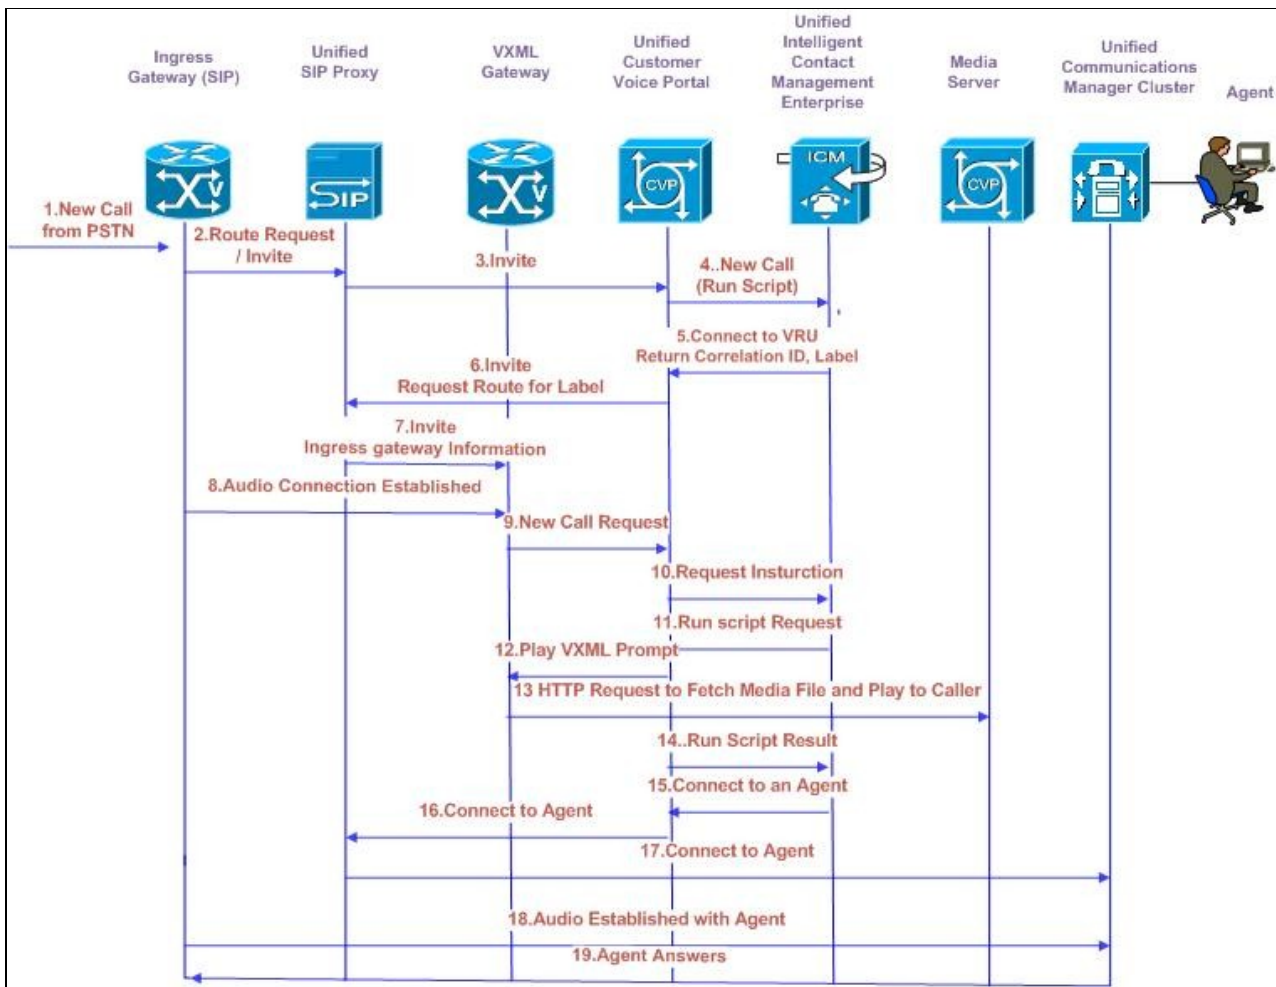 Ingress
Gateway (SIP)
Unified
SIP Proxy
VXML
Gateway
Unified
Customer
Voice Portal
Unified
Intelligent
Contact
Management
Enterprise
Media
Server
Unified
Communications
Manager Cluster
Agent
V
SIP
V
CVP
ICM
CVP
1.New Call
from PSTN
2.Route Request
/ Invite
3.Invite
4..New Call
(Run Script)
5.Connect to VRU
Return Correlation ID, Label
6.Invite
Request Route for Label
7.Invite
Ingress gateway Information
8.Audio Connection Established
9.New Call Request
10.Request Insturction
11.Run script Request
12.Play VXML Prompt
13 HTTP Request to Fetch Media File and Play to Caller
14..Run Script Result
15.Connect to an Agent
16.Connect to Agent
17.Connect to Agent
18.Audio Established with Agent
19.Agent Answers